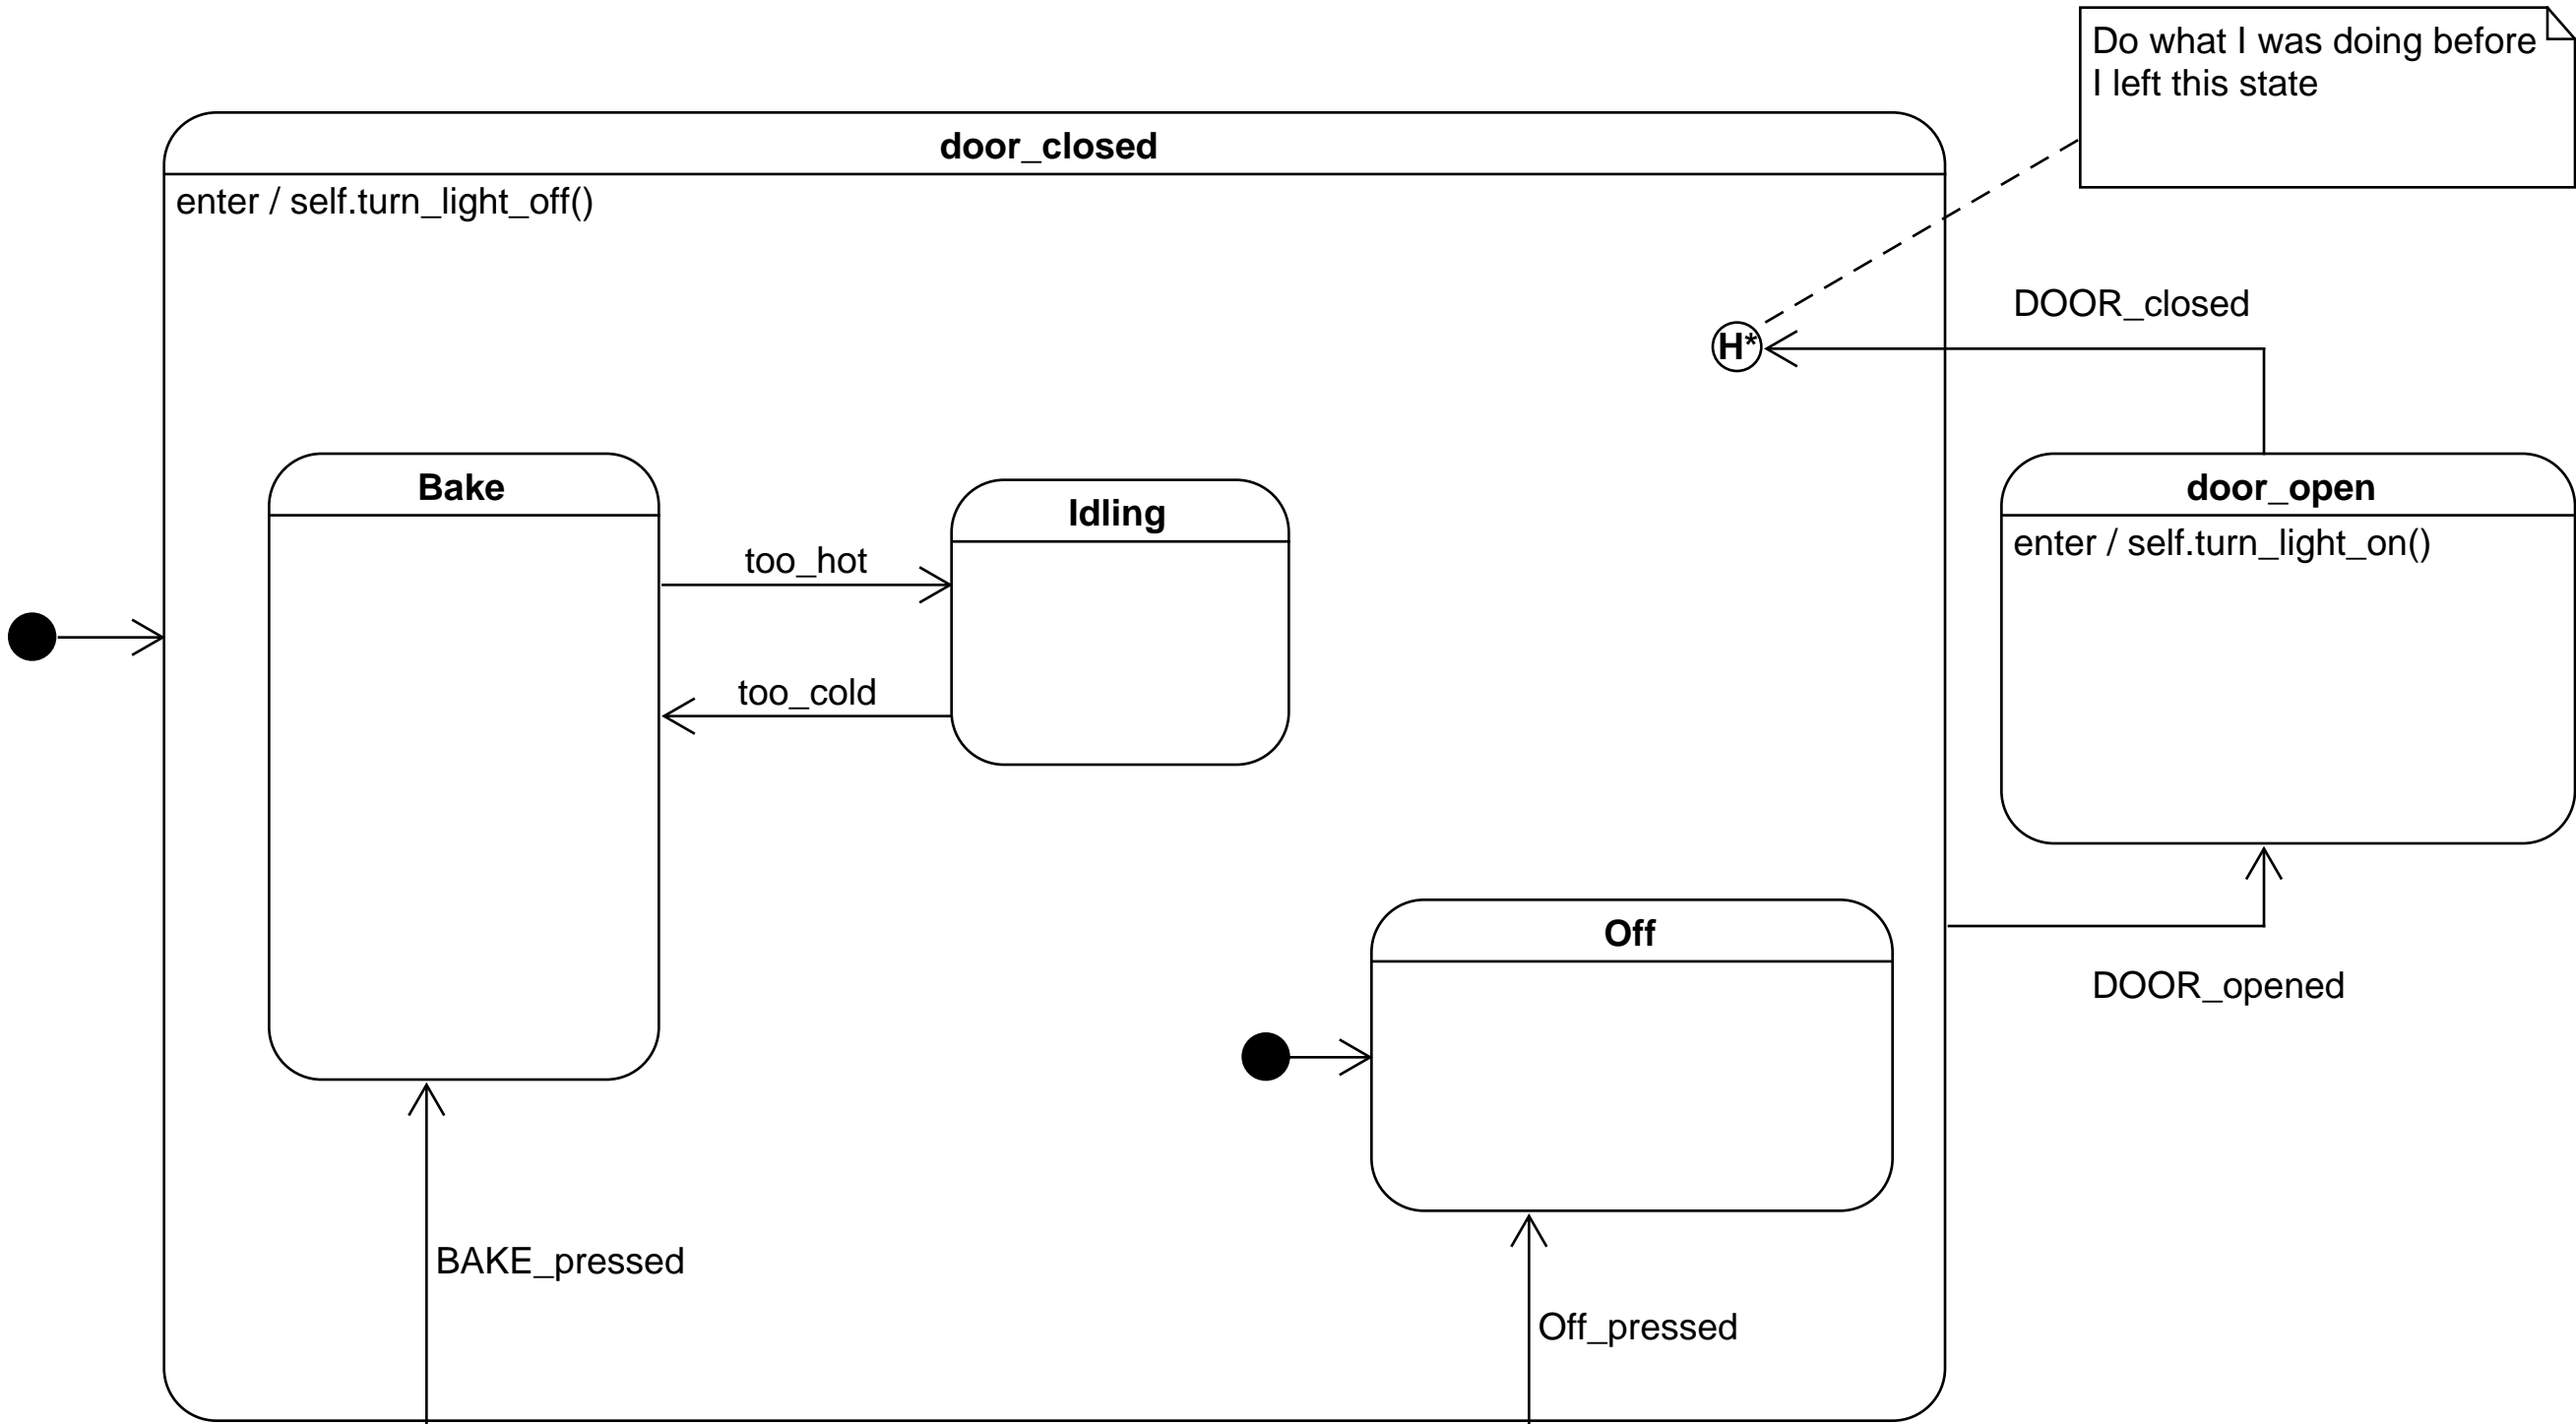 Do what I was doing before
I left this state
door_closed
enter / self.turn_light_off()
DOOR_closed
H*
Bake
Idling
door_open
enter / self.turn_light_on()
too_hot
too_cold
Off
DOOR_opened
BAKE_pressed
Off_pressed